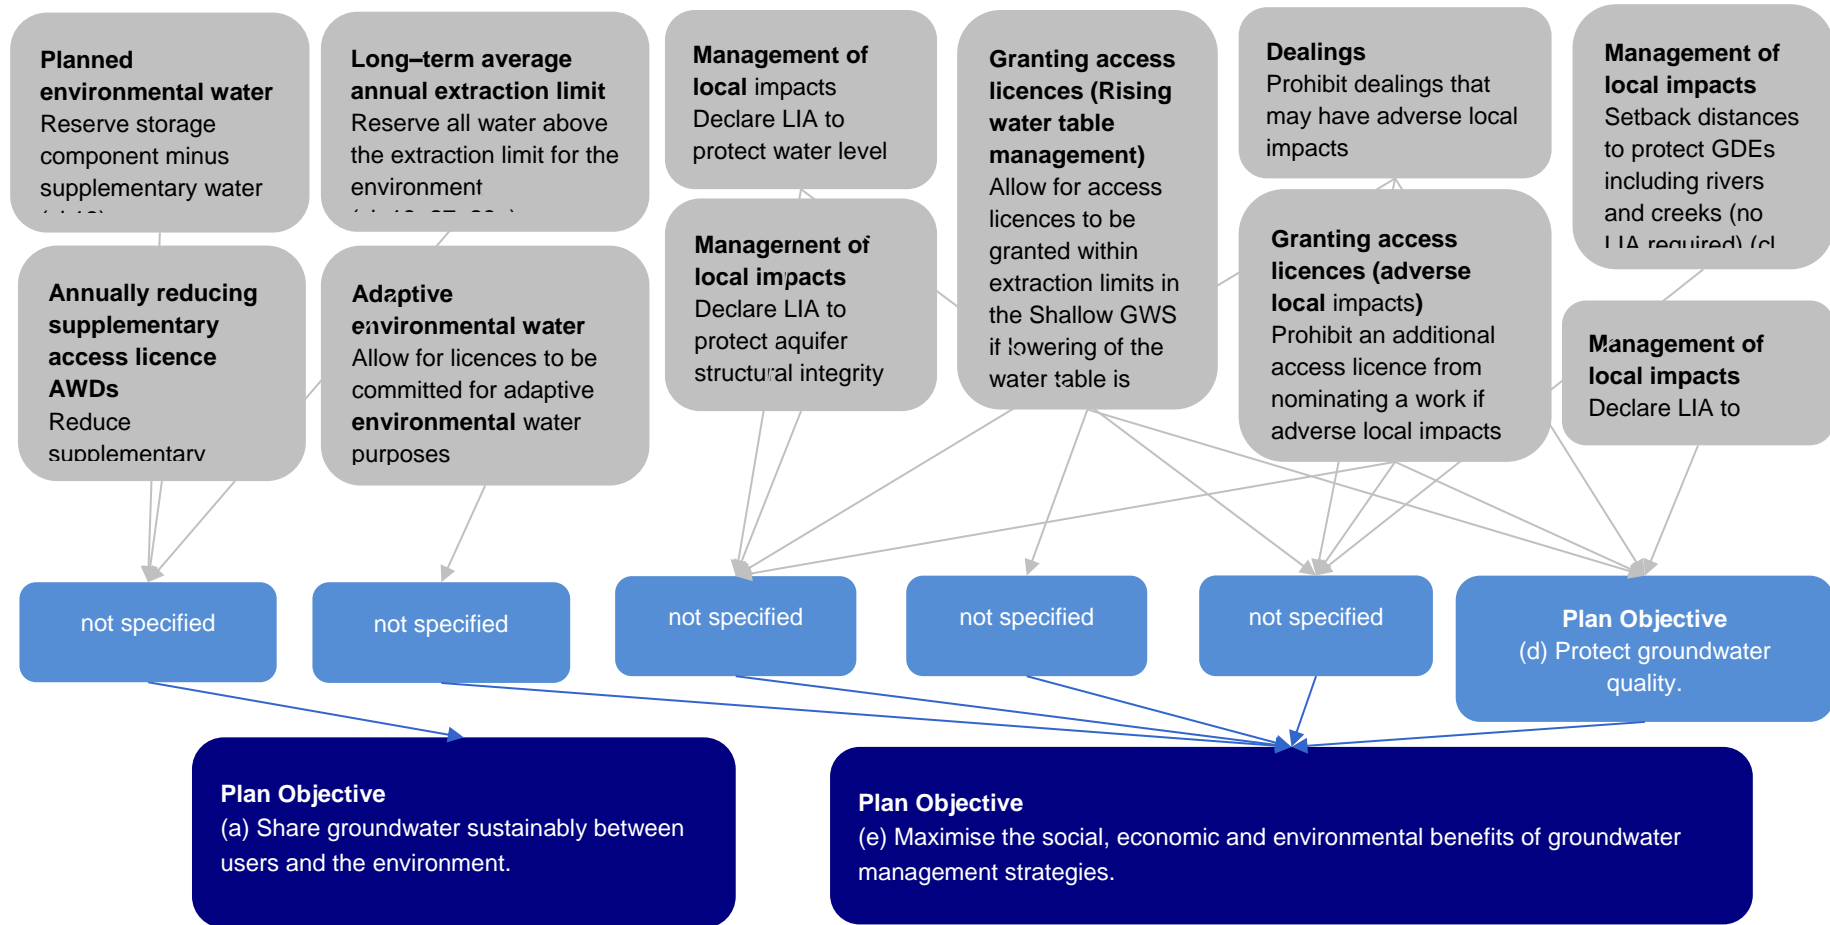 Planned
environmental water
Reserve storage
component minus
supplementary water
Long–term average
annual extraction limit
Reserve all water above
the extraction limit for the
environment
Management of
local impacts
Declare LIA to
protect water level
Granting access
licences (Rising
water table
management)
Allow for access
licences to be
granted within
extraction limits in
the Shallow GWS
if lowering of the
water table is
Dealings
Prohibit dealings that
may have adverse local
impacts
Management of
local impacts
Setback distances
to protect GDEs
including rivers
and creeks (no
LIA required) (cl
Annually reducing
supplementary
access licence
AWDs
Reduce
supplementary
Adaptive
environmental water
Allow for licences to be
committed for adaptive
environmental water
purposes
Management of
local impacts
Declare LIA to
protect aquifer
structural integrity
Granting access
licences (adverse
local impacts)
Prohibit an additional
access licence from
nominating a work if
adverse local impacts
Management of
local impacts
Declare LIA to
not specified
not specified
not specified
not specified
not specified
Plan Objective
(d) Protect groundwater
quality.
Plan Objective
(a) Share groundwater sustainably between
users and the environment.
Plan Objective
(e) Maximise the social, economic and environmental benefits of groundwater
management strategies.